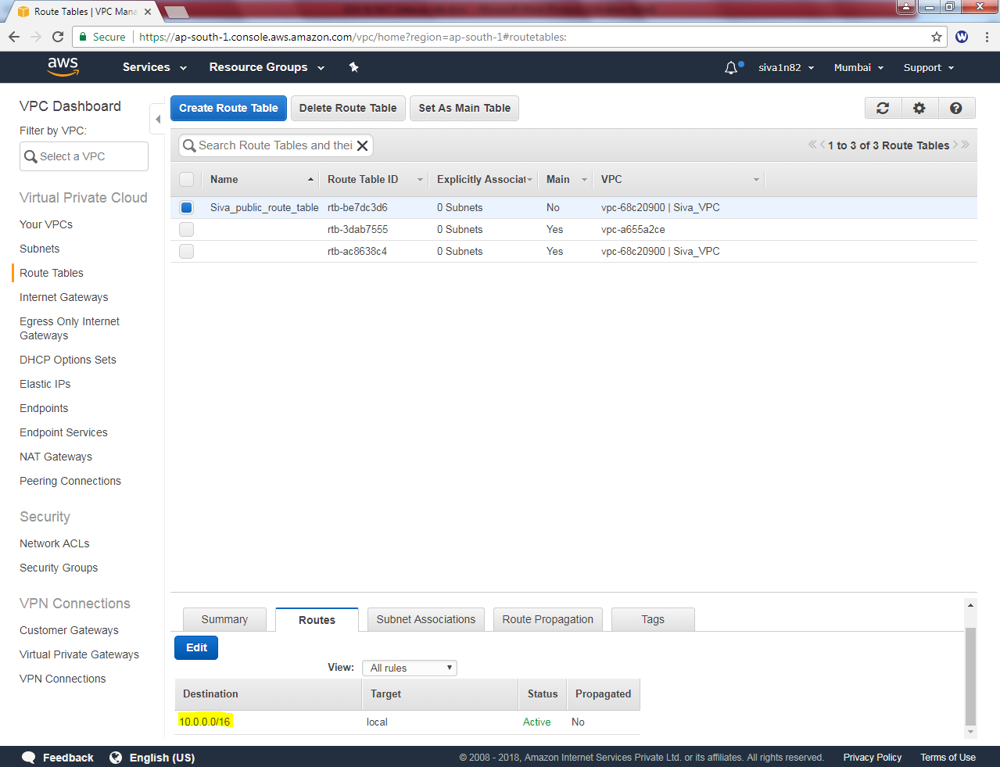 Route Tables | VPC Mana
Secure
https://ap-south-1.console.aws.amazon.com/vpc/home?region=ap-south-1#routetables:
W
aws
Services
Resource Groups
siva1n82
Mumbai
Support
VPC Dashboard
Filter by VPC:
Select a VPC
Virtual Private Cloud
Your VPCs
Subnets
Route Tables
Internet Gateways
Egress Only Internet
Gateways
DHCP Options Sets
Elastic IPs
Endpoints
Endpoint Services
NAT Gateways
Peering Connections
Security
Network ACLs
Security Groups
VPN Connections
Customer Gateways
Virtual Private Gateways
VPN Connections
Create Route Table
Delete Route Table
Set As Main Table
Search Route Tables and thei
1 to 3 of 3 Route Tables
Name Route Table ID Explicitly Associat Main VPC
Siva_public_route_table rtb-be7dc3d6 0 Subnets No vpc-68c20900 | Siva_VPC
rtb-3dab7555 0 Subnets Yes vpc-a655a2ce
rtb-ac8638c4 0 Subnets Yes vpc-68c20900 | Siva_VPC
Summary
Routes
Subnet Associations
Route Propagation
Tags
Edit
View: All rules
Destination Target Status Propagated
10.0.0.0/16 local Active No
Feedback
English (US)
© 2008 - 2018, Amazon Internet Services Private Ltd. or its affiliates. All rights reserved.
Privacy Policy
Terms of Use